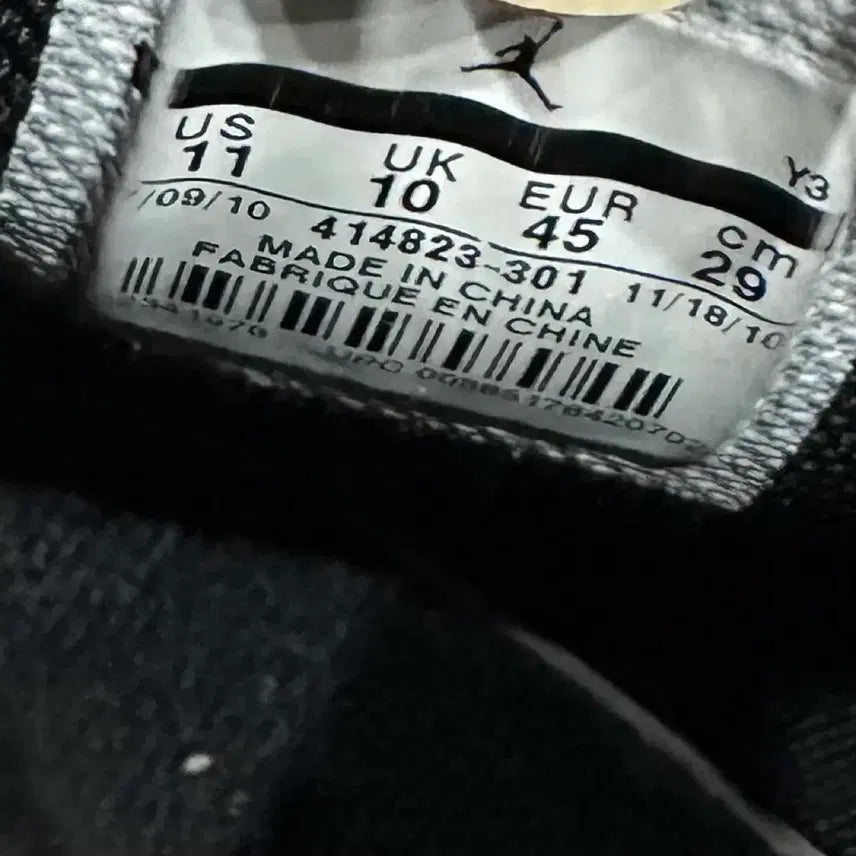 Y3
US UK EUR cm
11 10 45 29
/09/10 414823-301 11/18/10
MADE IN CHINA
FABRIQUE EN CHINE